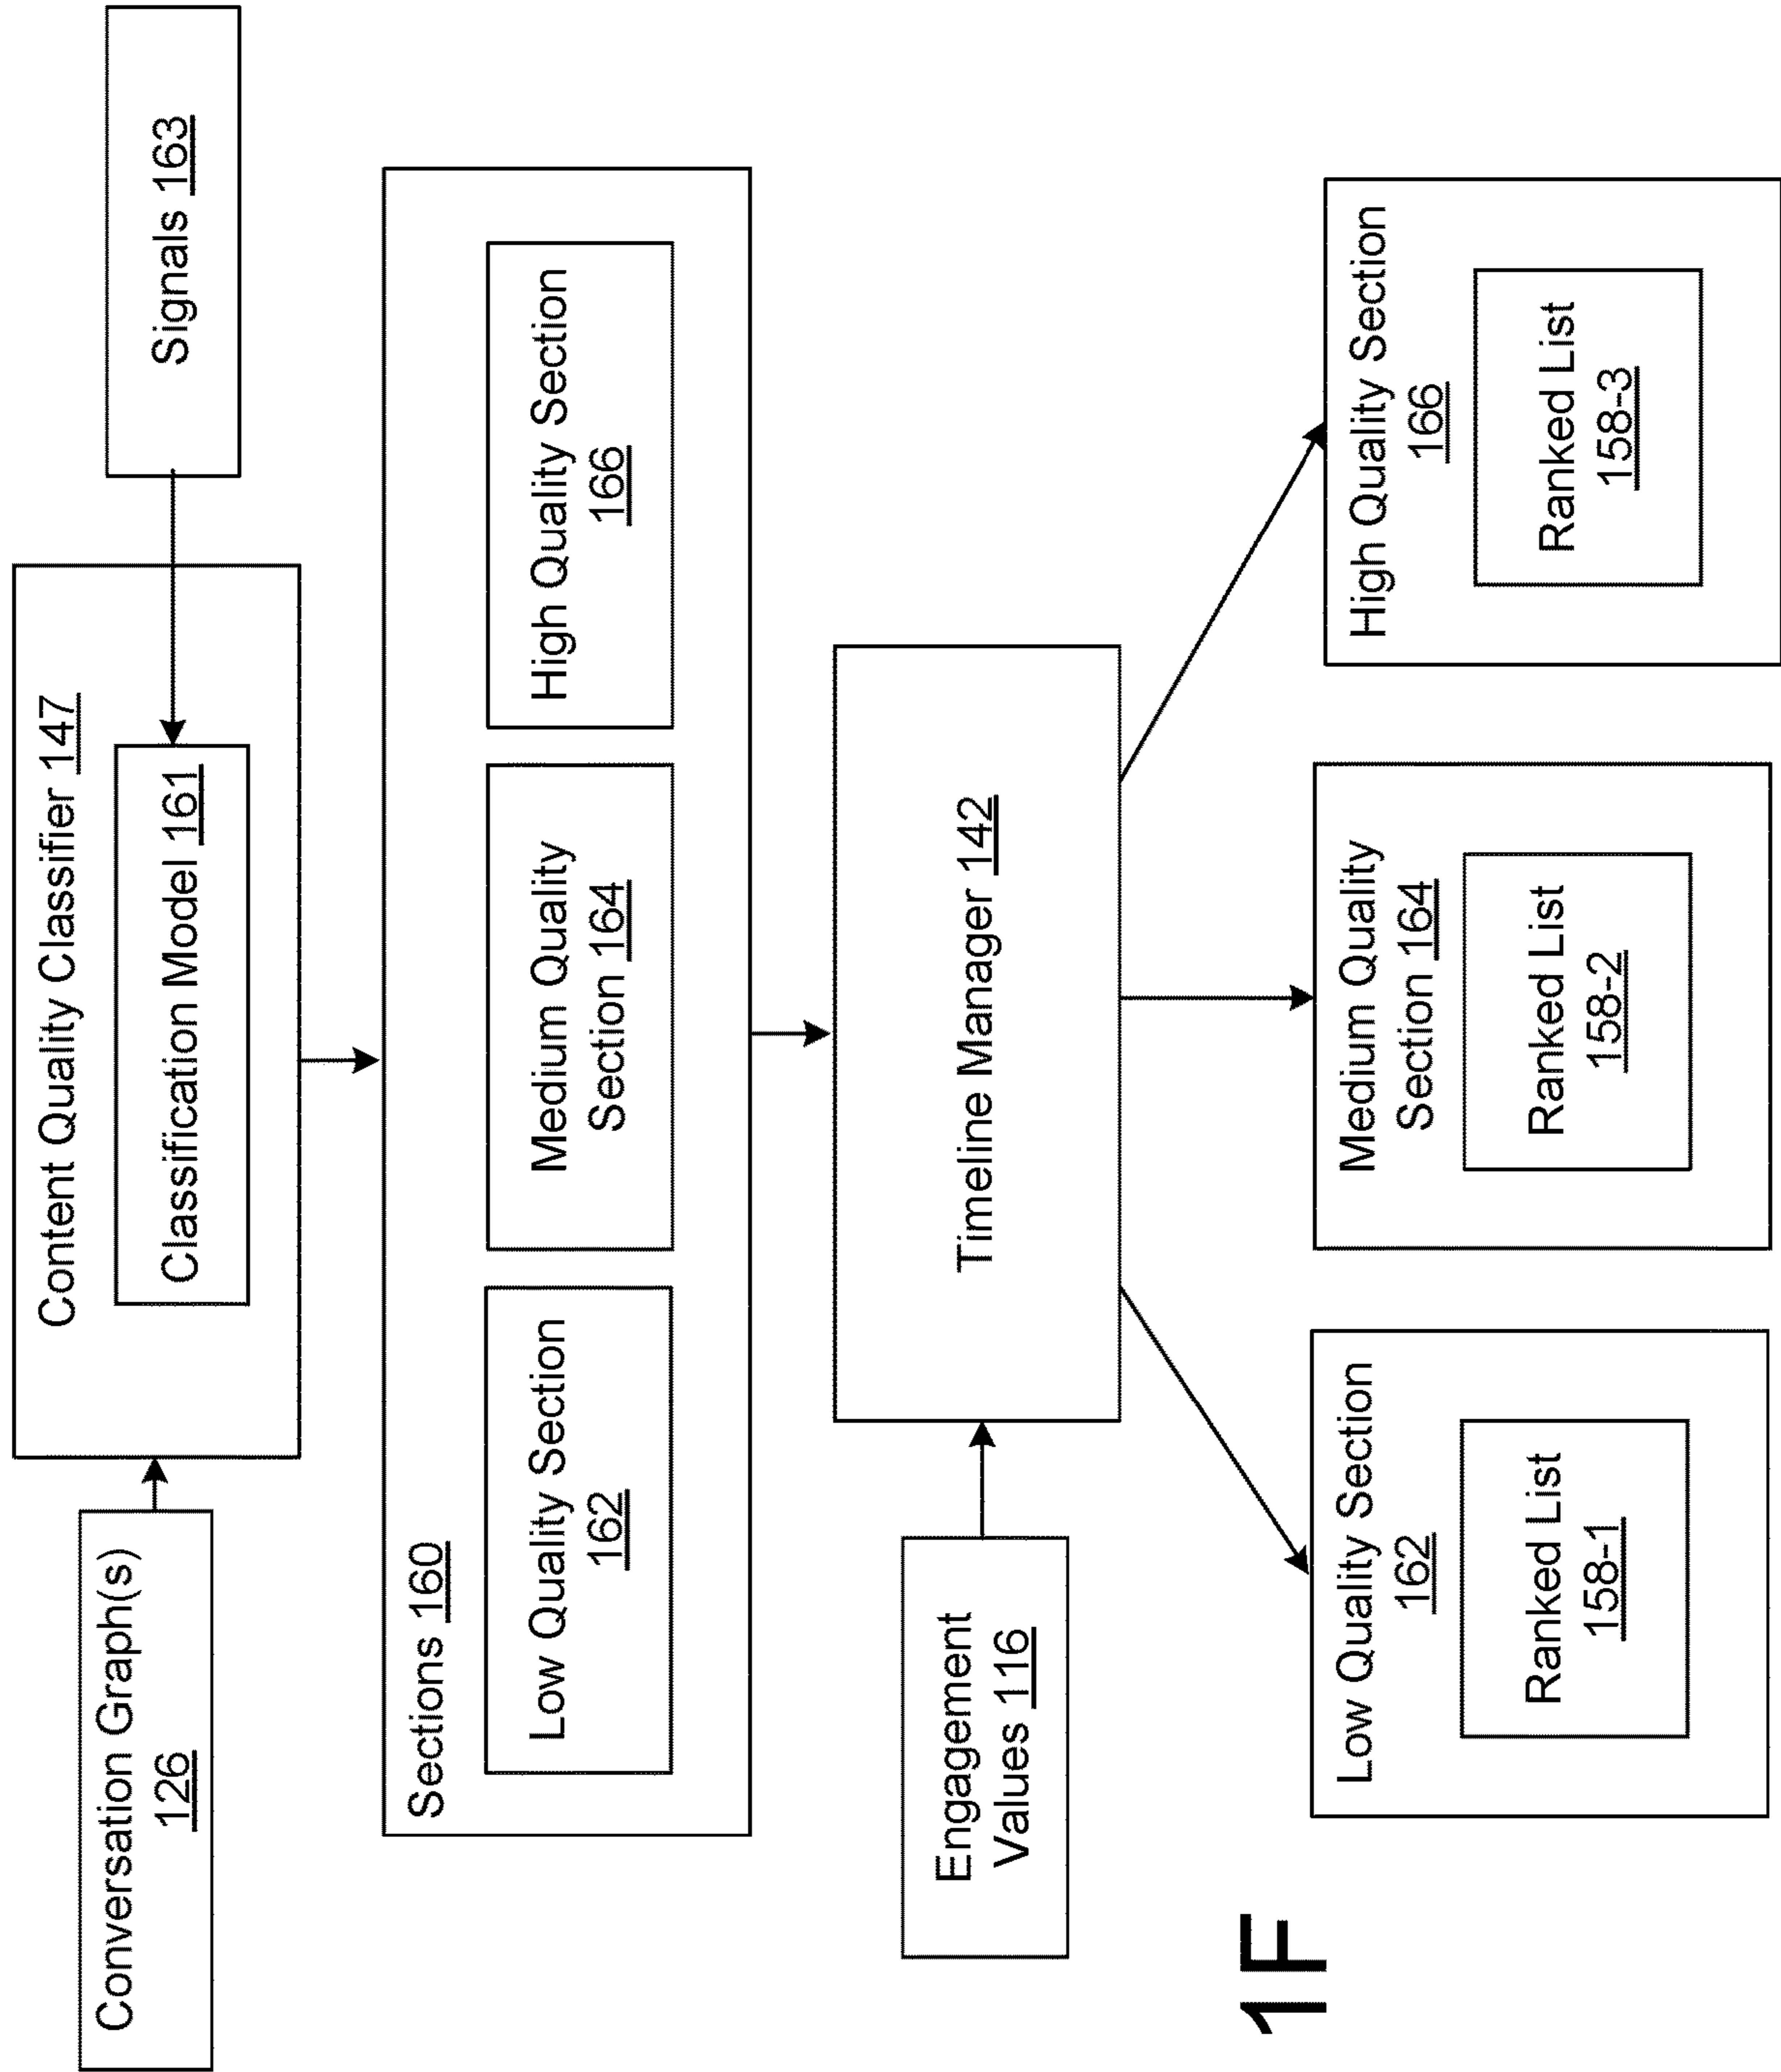 Conversation Graph(s)
126
Content Quality Classifier 147
Classification Model 161
Signals 163
Sections 160
Low Quality Section
162
Medium Quality
Section 164
High Quality Section
166
Engagement
Values 116
Timeline Manager 142
Low Quality Section
162
Ranked List
158-1
Medium Quality
Section 164
Ranked List
158-2
High Quality Section
166
Ranked List
158-3
1F